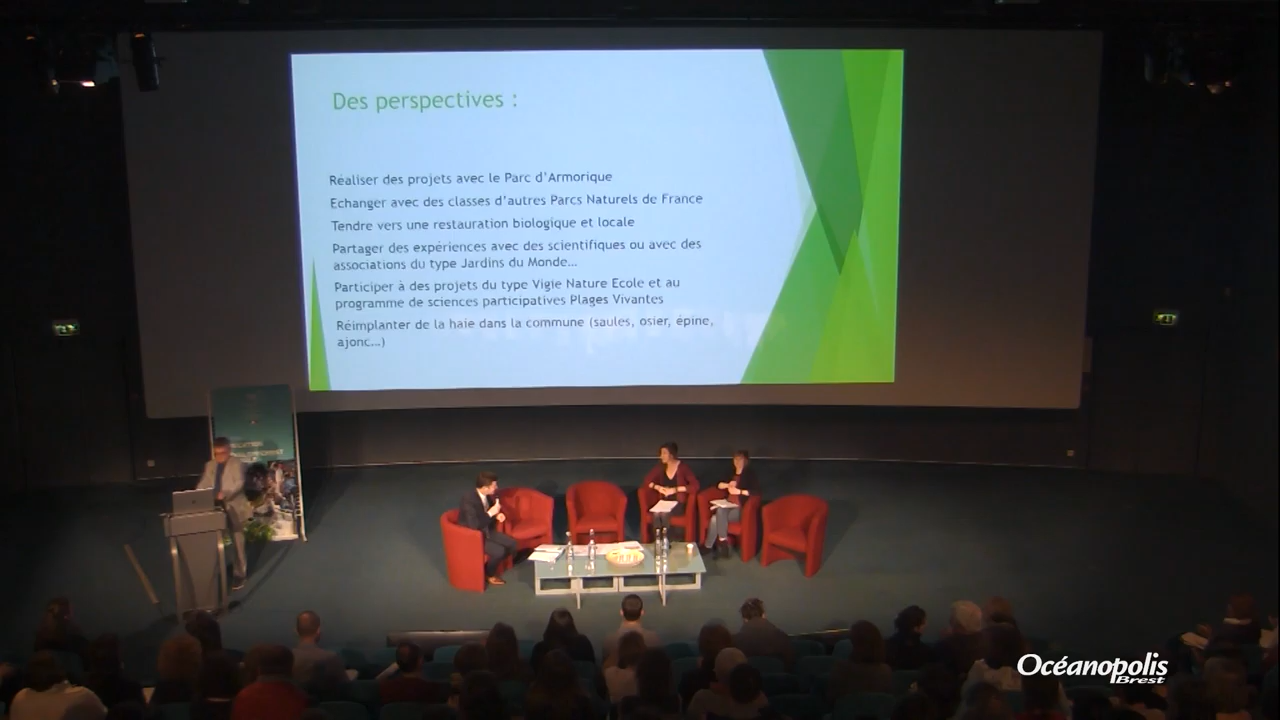 Des perspectives :
Réaliser des projets avec le Parc d'Armorique
Echanger avec des classes d'autres Parcs Naturels de France
Tendre vers une restauration biologique et locale
Partager des expériences avec des scientifiques ou avec des
associations du type Jardins du Monde...
Participer à des projets du type Vigie Nature Ecole et au
programme de sciences participatives Plages Vivantes
Réimplanter de la haie dans la commune (saules, osier, épine,
ajonc...)
Océanopolis
Brest